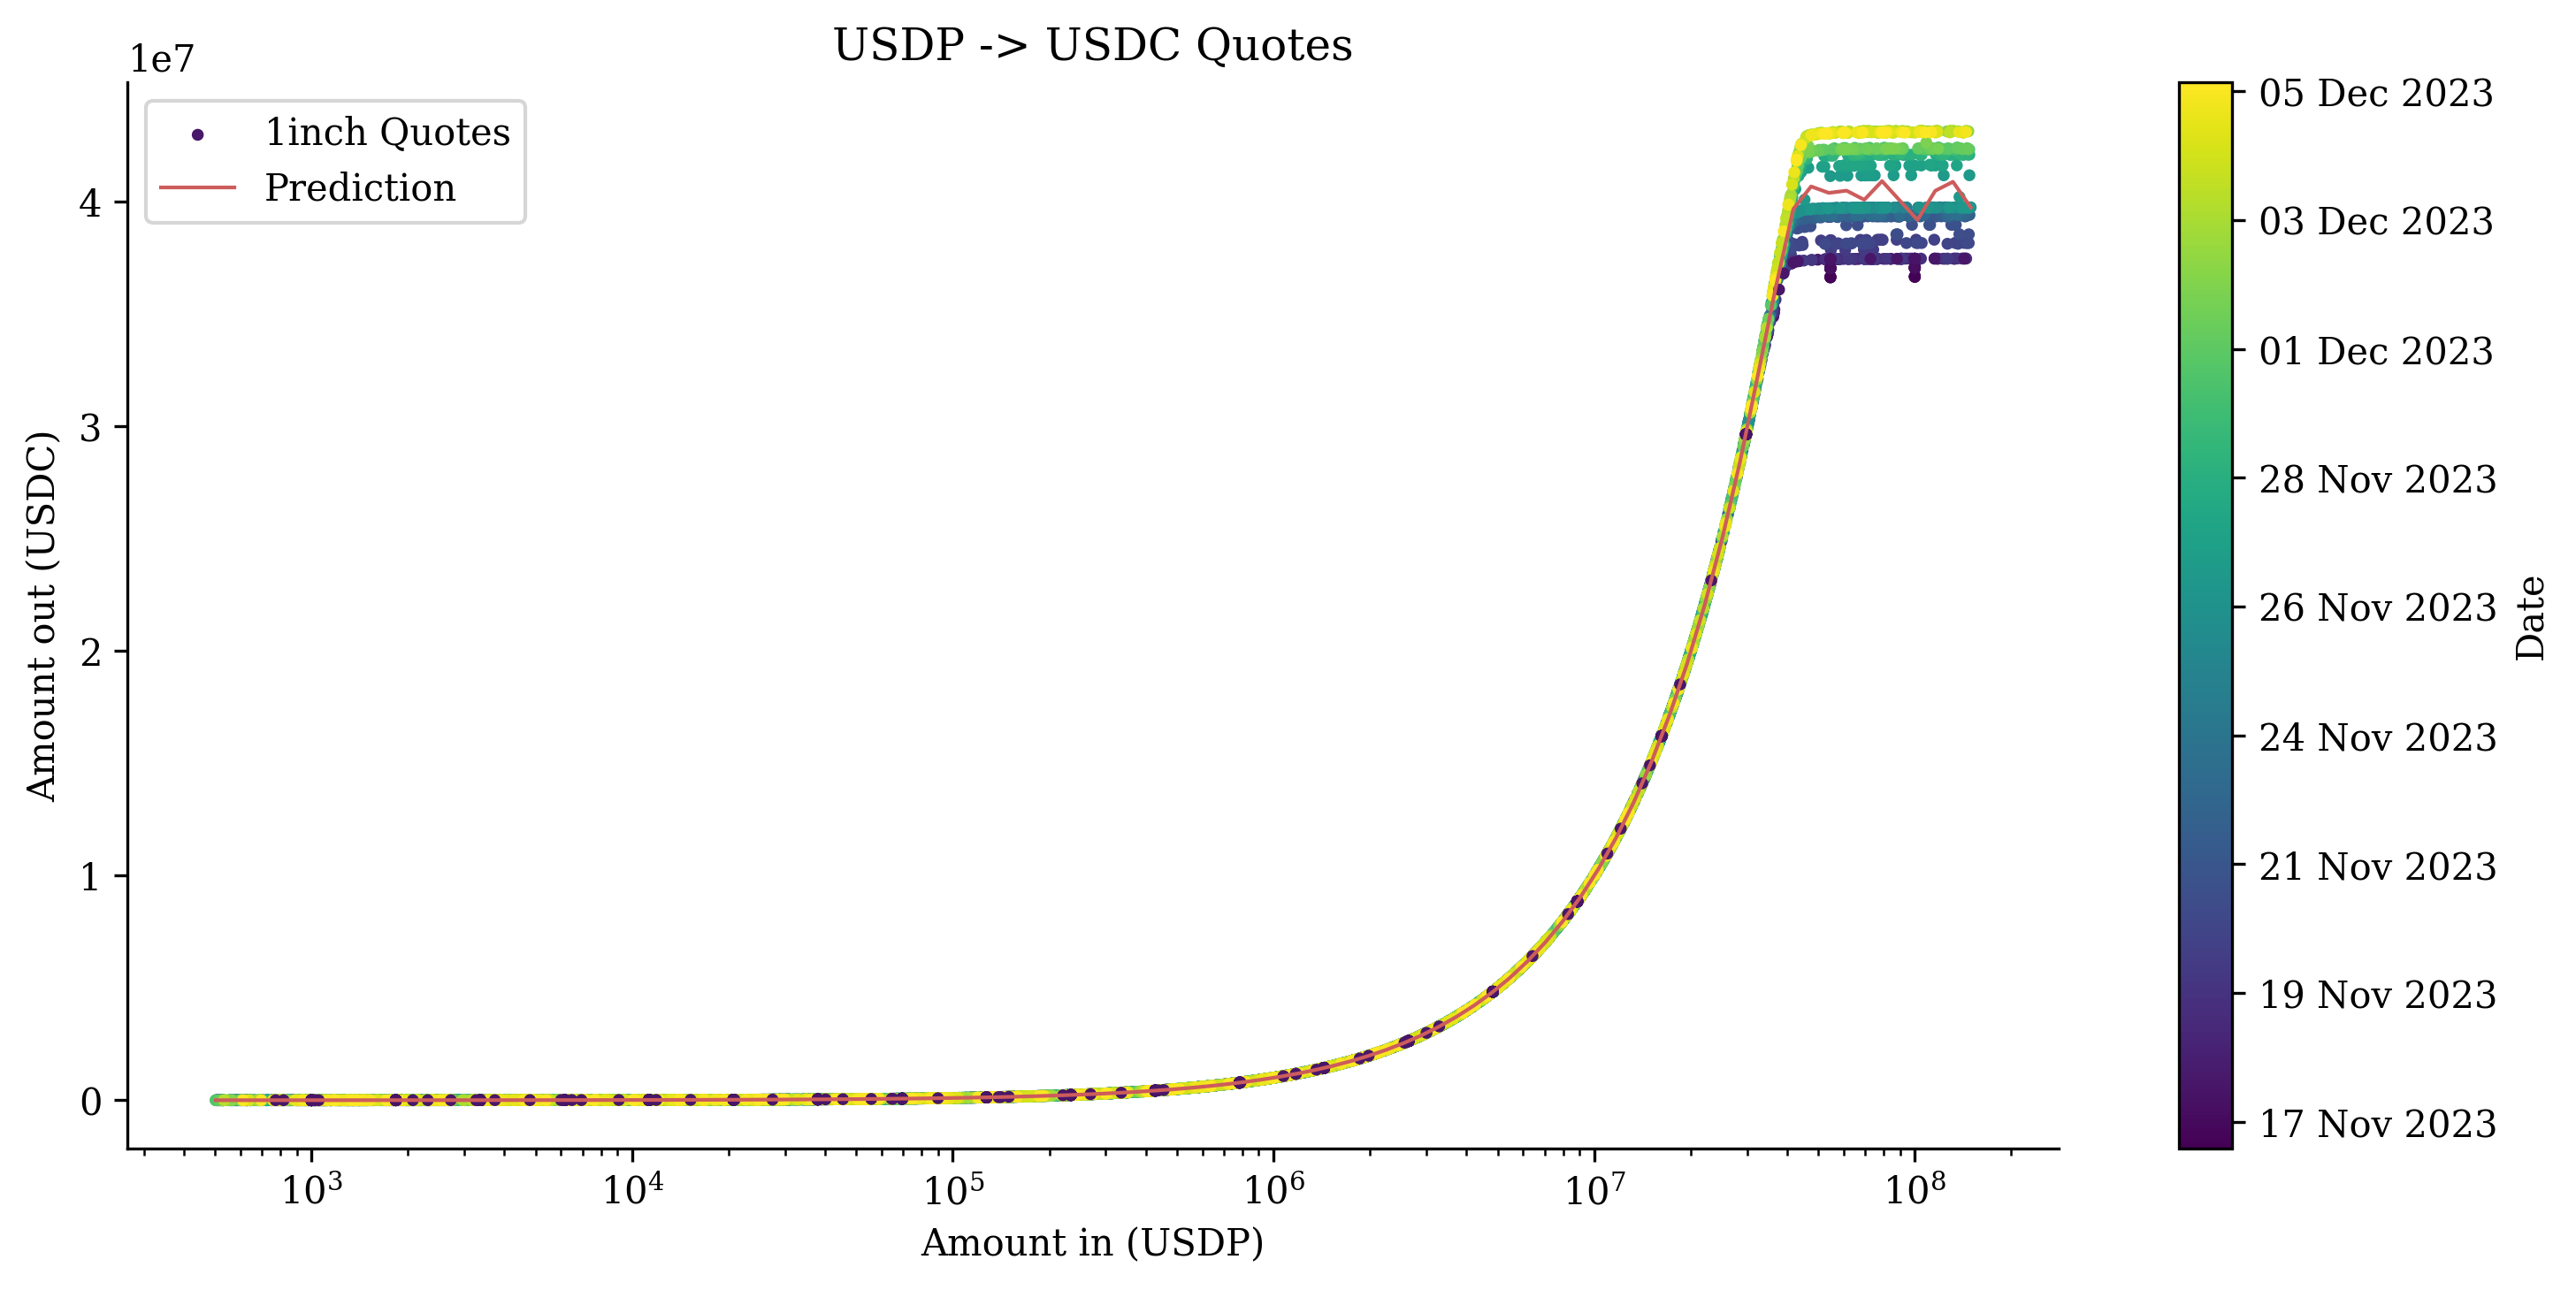 USDP -> USDC Quotes
1e7
1inch Quotes
Prediction
4
3
2
1
0
Amount out (USDC)
10³
10⁴
10⁵
10⁶
10⁷
10⁸
Amount in (USDP)
05 Dec 2023
03 Dec 2023
01 Dec 2023
28 Nov 2023
26 Nov 2023
24 Nov 2023
21 Nov 2023
19 Nov 2023
17 Nov 2023
Date